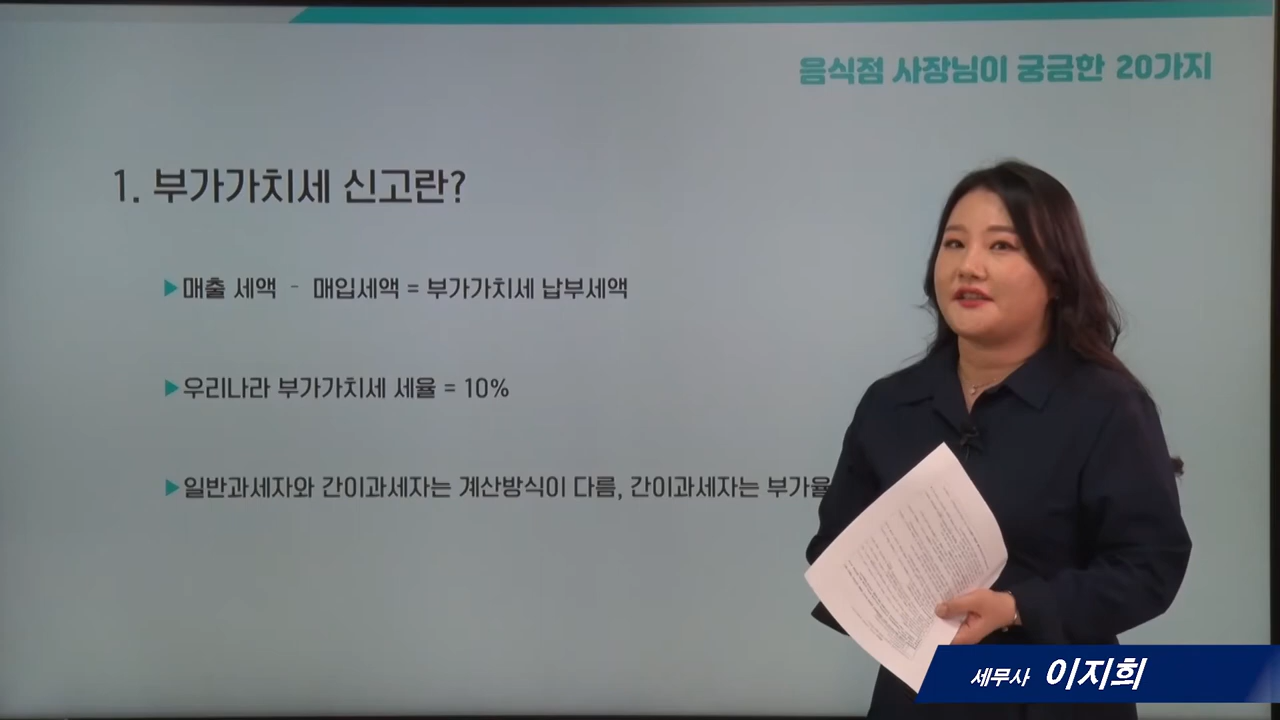 음식점 사장님이 궁금한 20가지
1. 부가가치세 신고란?
▶매출 세액 - 매입세액 = 부가가치세 납부세액
▶우리나라 부가가치세 세율 = 10%
▶일반과세자와 간이과세자는 계산방식이 다름, 간이과세자는 부가율
세무사 이지희